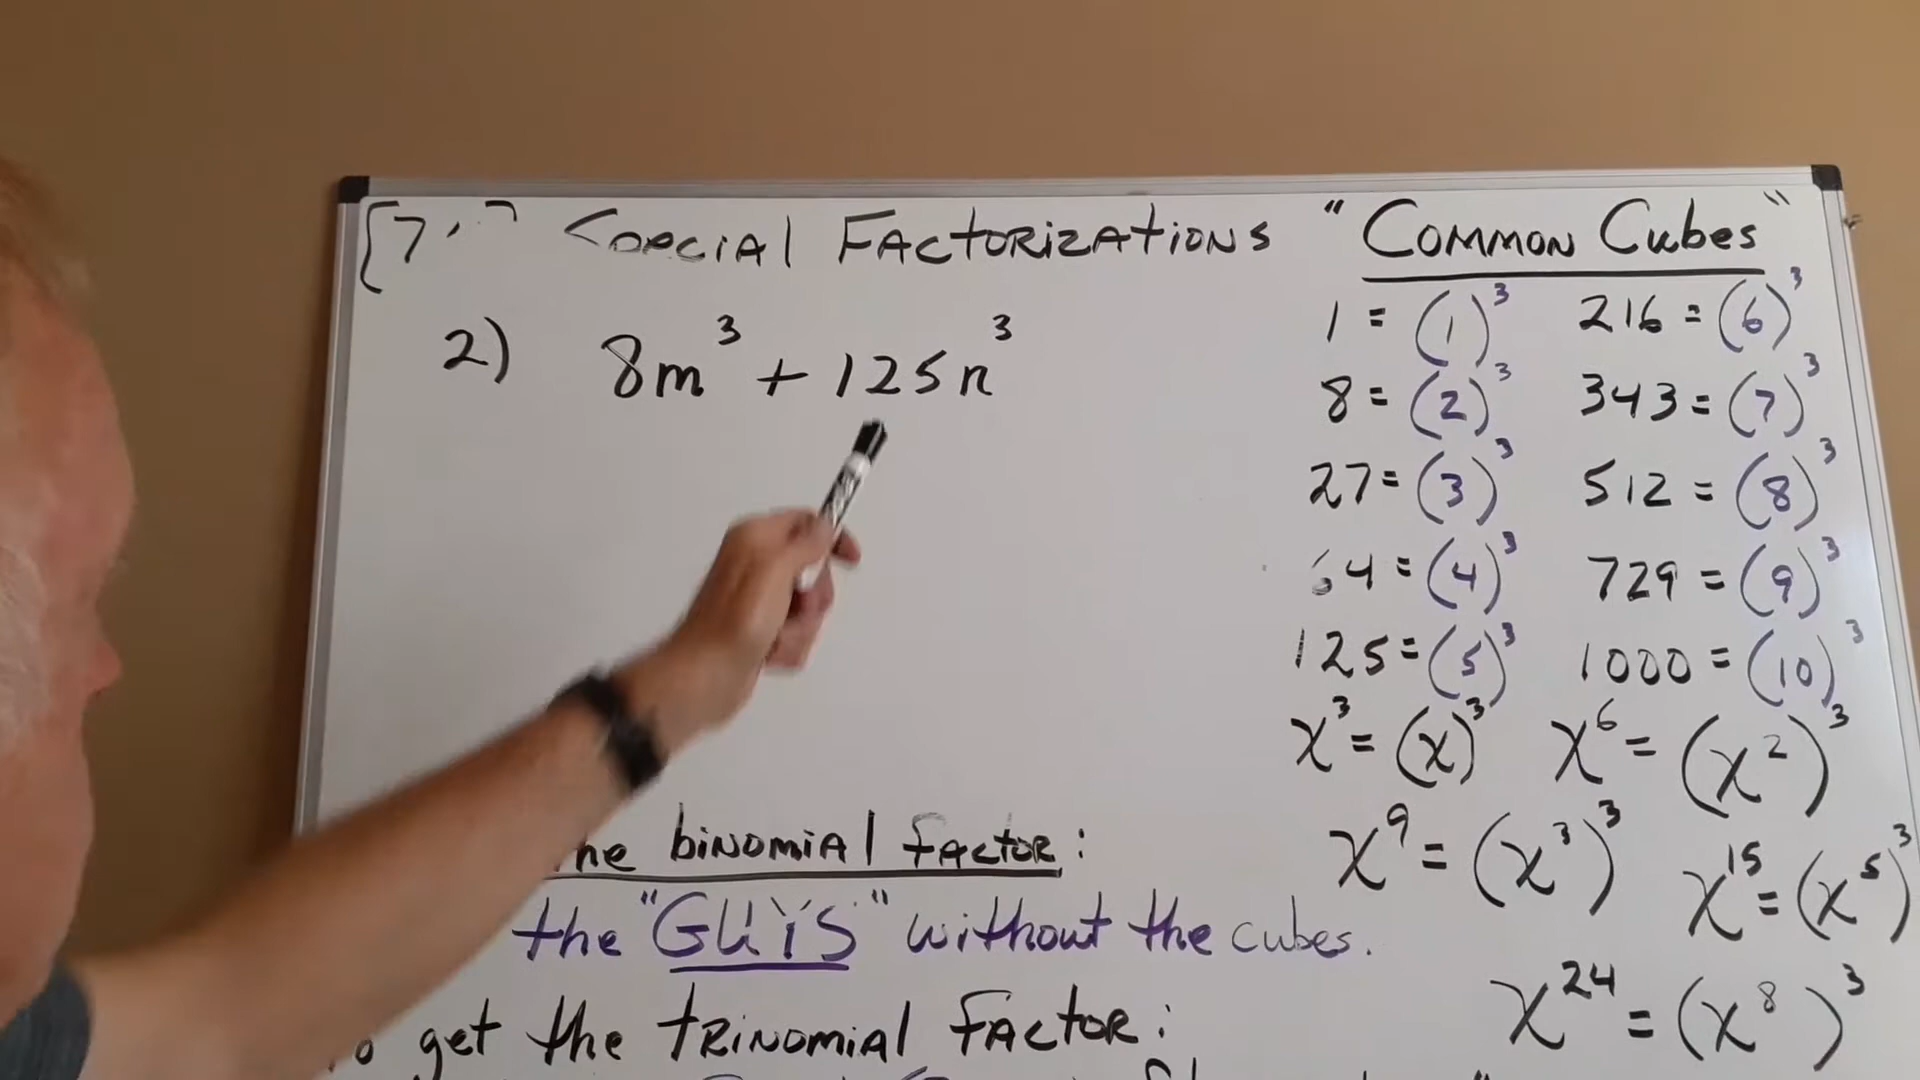 Special Factorizations
2) 8m³ + 125n³
"Common Cubes"
1 = (1)³ 216 = (6)³
8 = (2)³ 343 = (7)³
27 = (3)³ 512 = (8)³
64 = (4)³ 729 = (9)³
125 = (5)³ 1000 = (10)³
x³ = (x)³ x⁶ = (x²)³
x⁹ = (x³)³ x¹⁵ = (x⁵)³
x²⁴ = (x⁸)³
binomial factor:
the "GUYS" without the cubes.
get the trinomial factor: